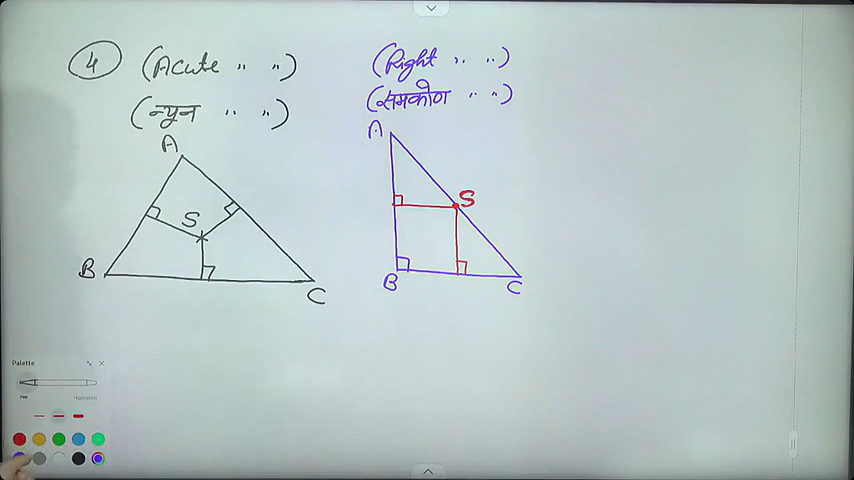 4 (Acute " ")
(न्यून " ")
A
S
B
C
(Right " ")
(समकोण " ")
A
S
B
C
Palette
Pen
Highlighter